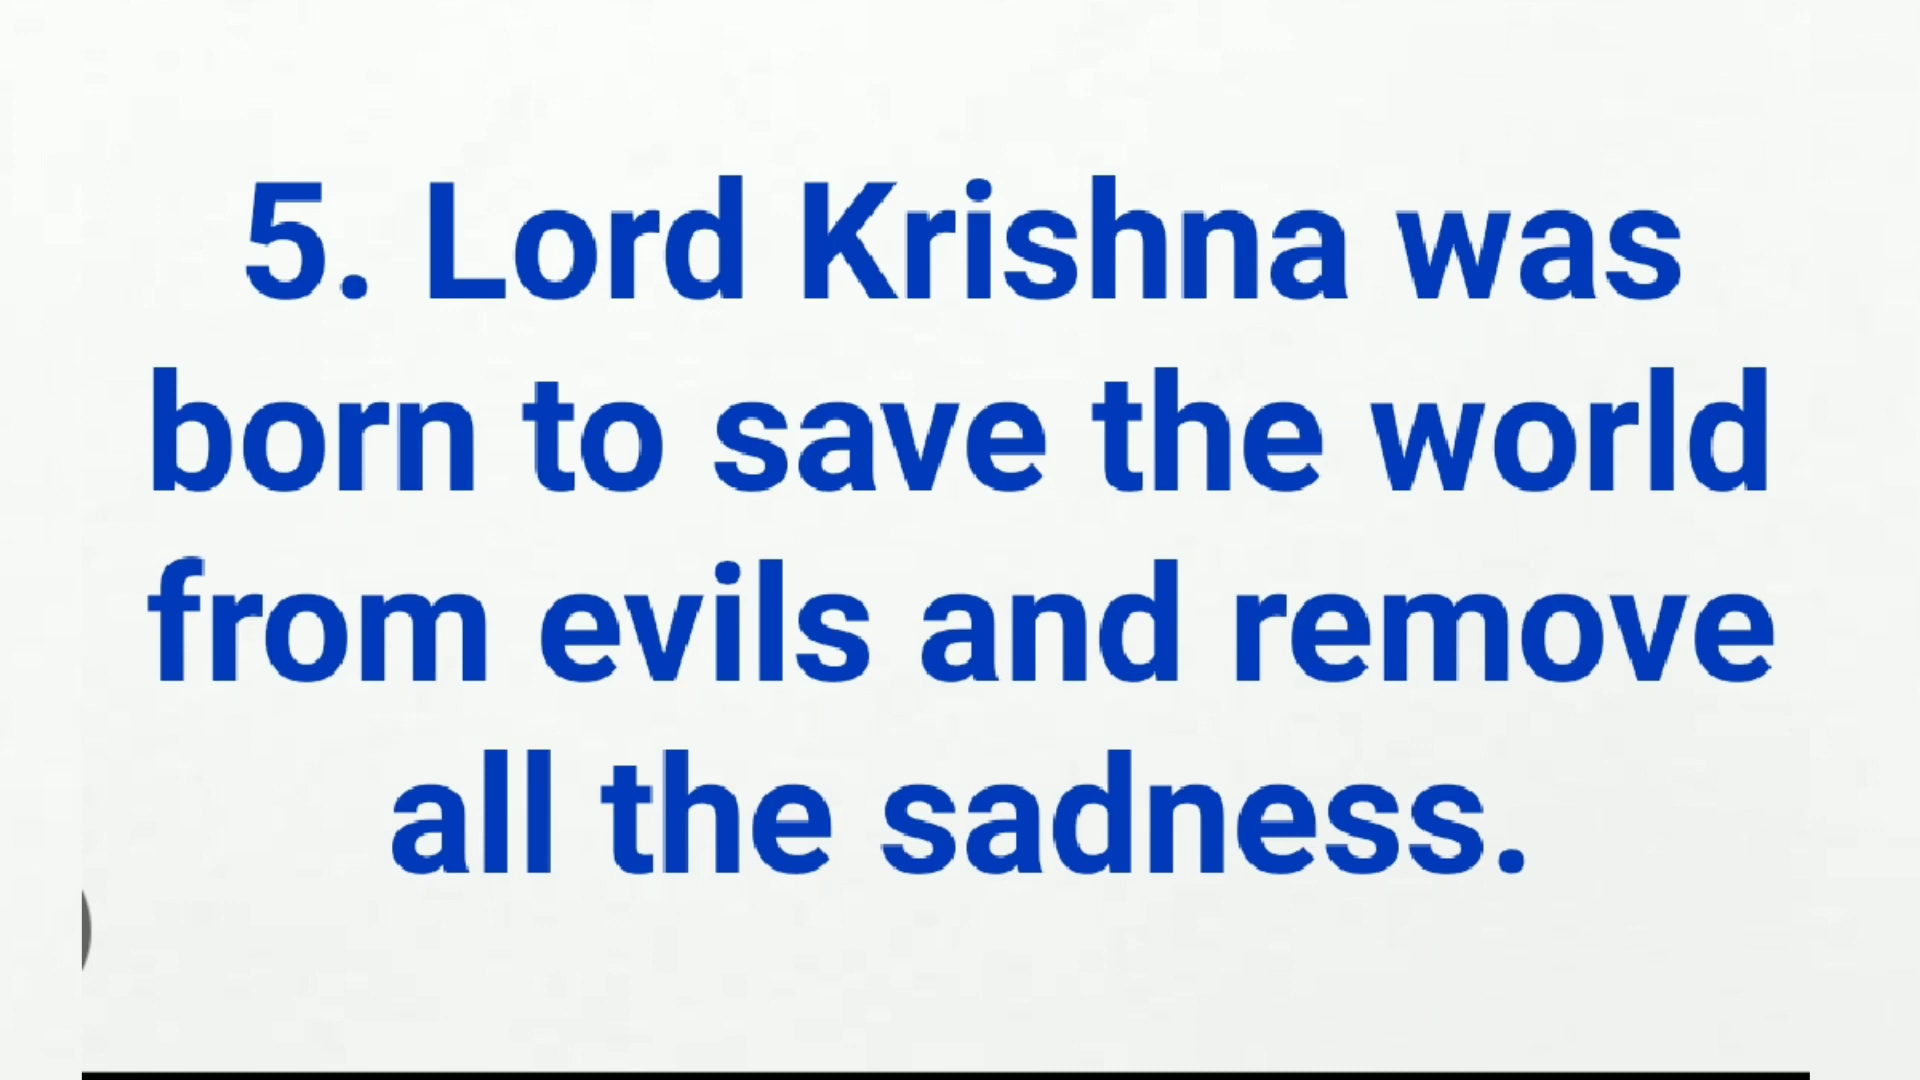 5. Lord Krishna was
born to save the world
from evils and remove
all the sadness.